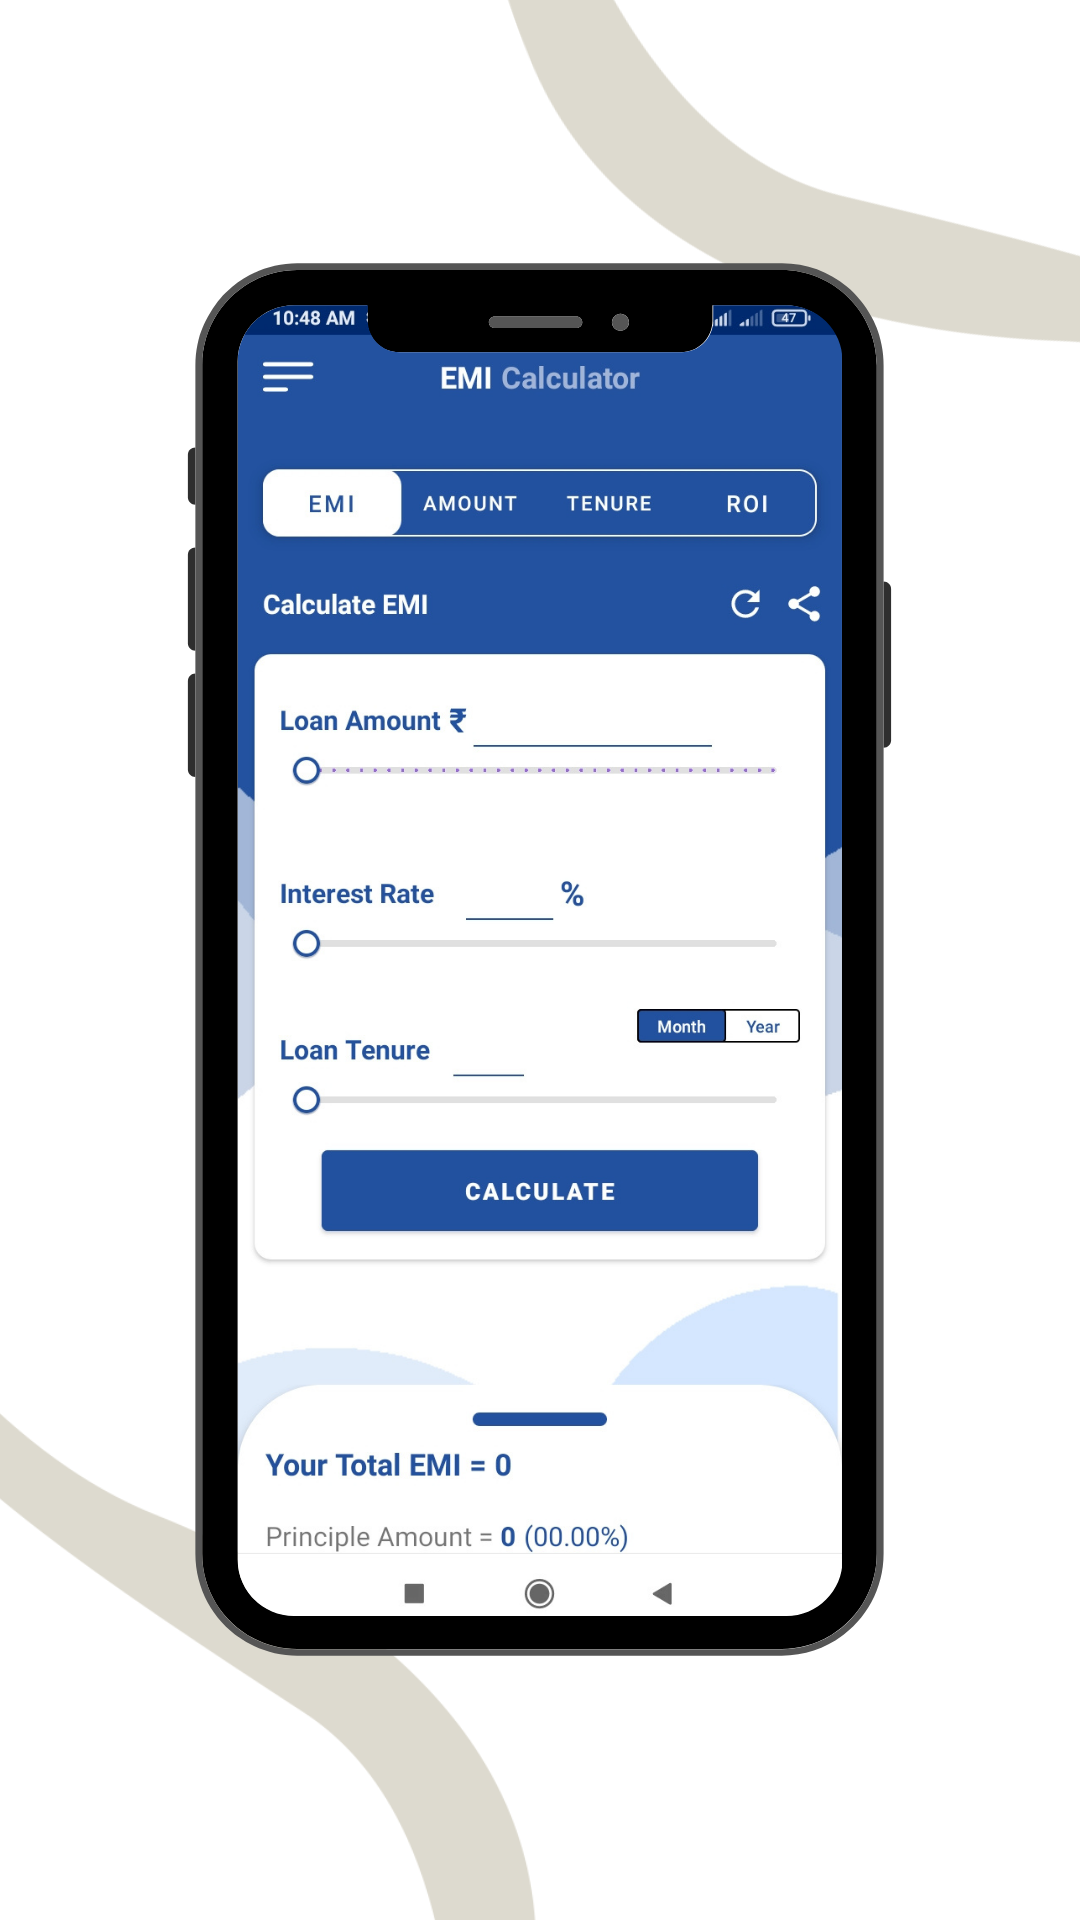 10:48 AM
47
EMI Calculator
EMI AMOUNT TENURE ROI
Calculate EMI
Loan Amount ₹
Interest Rate %
Month Year
Loan Tenure
CALCULATE
Your Total EMI = 0
Principle Amount = 0 (00.00%)